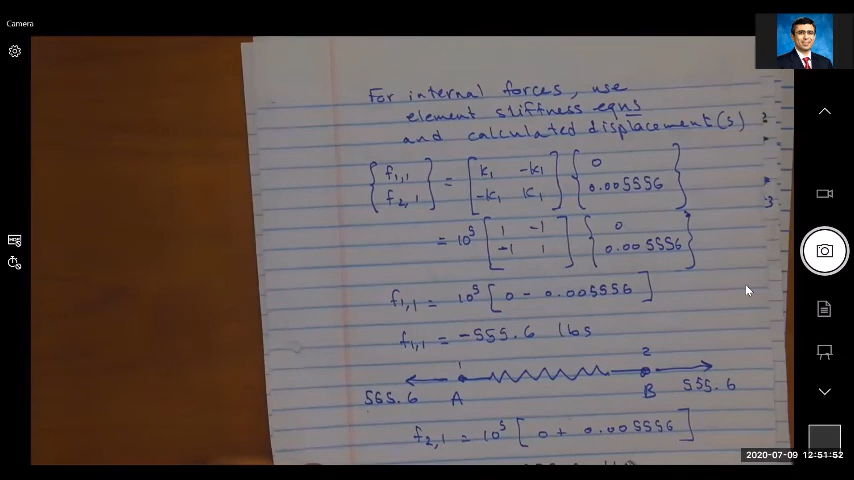 Camera
For internal forces, use
element stiffness eqns
and calculated displacement(s)
{f1,1 f2,1} = [k1 -k1 -k1 k1] {0 0.005556}
= 10^5 [1 -1 -1 1] {0 0.005556}
f1,1 = 10^5 [0 - 0.005556]
f1,1 = -555.6 lbs
1 2
565.6 A B 555.6
f2,1 = 10^5 [0 + 0.005556]
2020-07-09 12:51:52